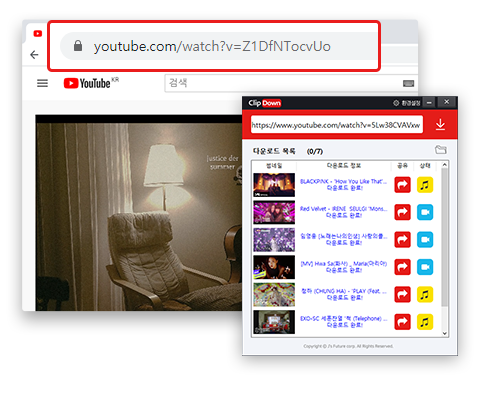 youtube.com/watch?v=Z1DfNTocvUo
YouTube KR
검색
justice der
summer
Clip Down
환경설정
https://www.youtube.com/watch?v=5Lw38CVAVxw
다운로드 목록 (0/7)
썸네일 다운로드 정보 공유 상태
BLACKPINK - 'How You Like That'...
다운로드 완료!
Red Velvet - IRENE SEULGI 'Mons...
다운로드 완료!
임영웅 [노래는나의인생] 사랑의콜...
다운로드 완료!
[MV] Hwa Sa(화사) _ Maria(마리아)
다운로드 완료!
청하 (CHUNG HA) - 'PLAY (Feat. ...
다운로드 완료!
EXO-SC 세훈찬열 '척 (Telephone) ...
다운로드 완료!
Copyright © J's Future corp. All Rights Reserved.